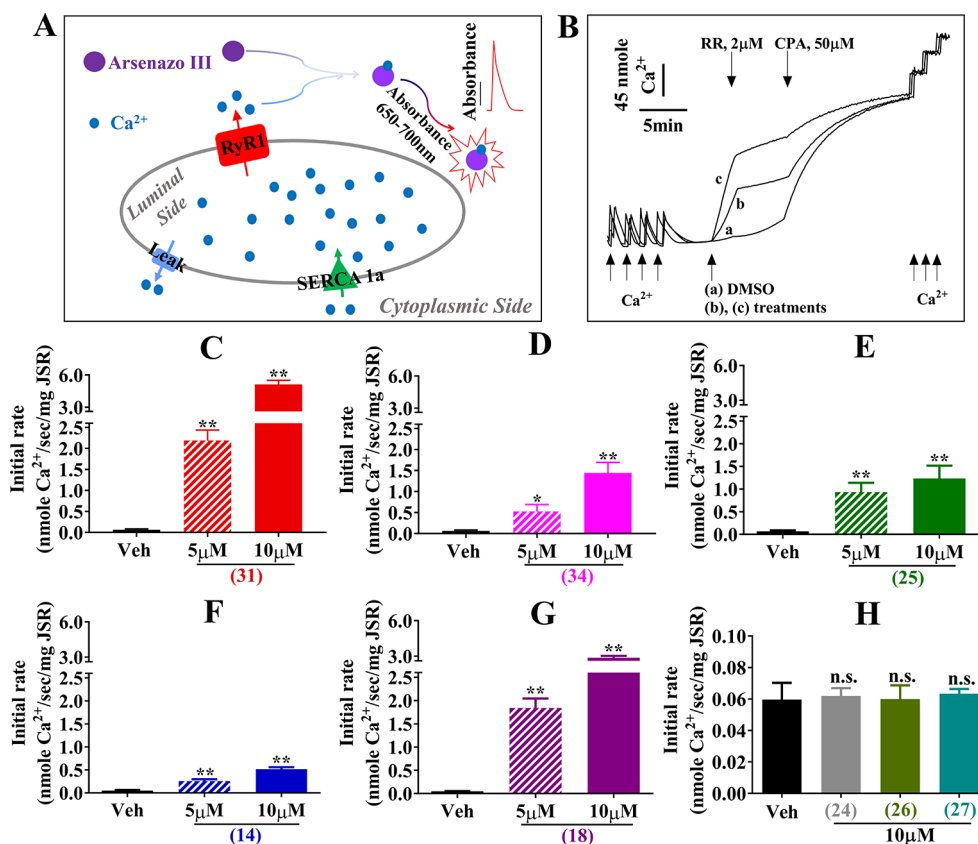 A
Arsenazo III
Ca²⁺
RyR1
Luminal
Side
Leak
SERCA 1a
Cytoplasmic Side
Absorbance
650-700nm
Absorbance
B
45 nmole
Ca²⁺
5min
RR, 2μM
CPA, 50μM
c
b
a
Ca²⁺
(a) DMSO
(b), (c) treatments
Ca²⁺
C
Initial rate
(nmole Ca²⁺/sec/mg JSR)
6.0
3.0
2.5
2.0
1.5
1.0
0.5
0.0
**
**
Veh
5μM
10μM
(31)
D
Initial rate
(nmole Ca²⁺/sec/mg JSR)
6.0
3.0
2.5
2.0
1.5
1.0
0.5
0.0
*
**
Veh
5μM
10μM
(34)
E
Initial rate
(nmole Ca²⁺/sec/mg JSR)
6.0
3.0
2.5
2.0
1.5
1.0
0.5
0.0
**
**
Veh
5μM
10μM
(25)
F
Initial rate
(nmole Ca²⁺/sec/mg JSR)
6.0
3.0
2.5
2.0
1.5
1.0
0.5
0.0
**
**
Veh
5μM
10μM
(14)
G
Initial rate
(nmole Ca²⁺/sec/mg JSR)
6.0
3.0
2.5
2.0
1.5
1.0
0.5
0.0
**
**
Veh
5μM
10μM
(18)
H
Initial rate
(nmole Ca²⁺/sec/mg JSR)
0.10
0.08
0.06
0.04
0.02
0.00
n.s.
n.s.
n.s.
Veh
(24)
(26)
(27)
10μM